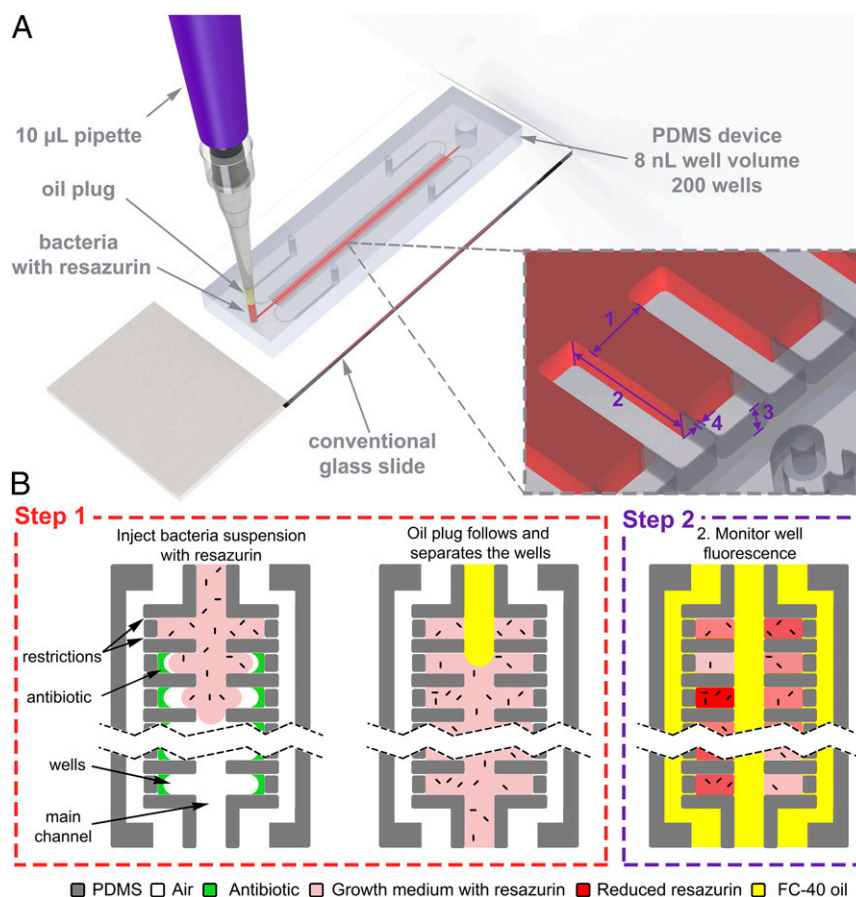 A
10 µL pipette
oil plug
bacteria
with resazurin
PDMS device
8 nL well volume
200 wells
1
2
3
4
conventional
glass slide
B
Step 1
Inject bacteria suspension
with resazurin
Oil plug follows and
separates the wells
Step 2
2. Monitor well
fluorescence
restrictions
antibiotic
wells
main
channel
PDMS
Air
Antibiotic
Growth medium with resazurin
Reduced resazurin
FC-40 oil